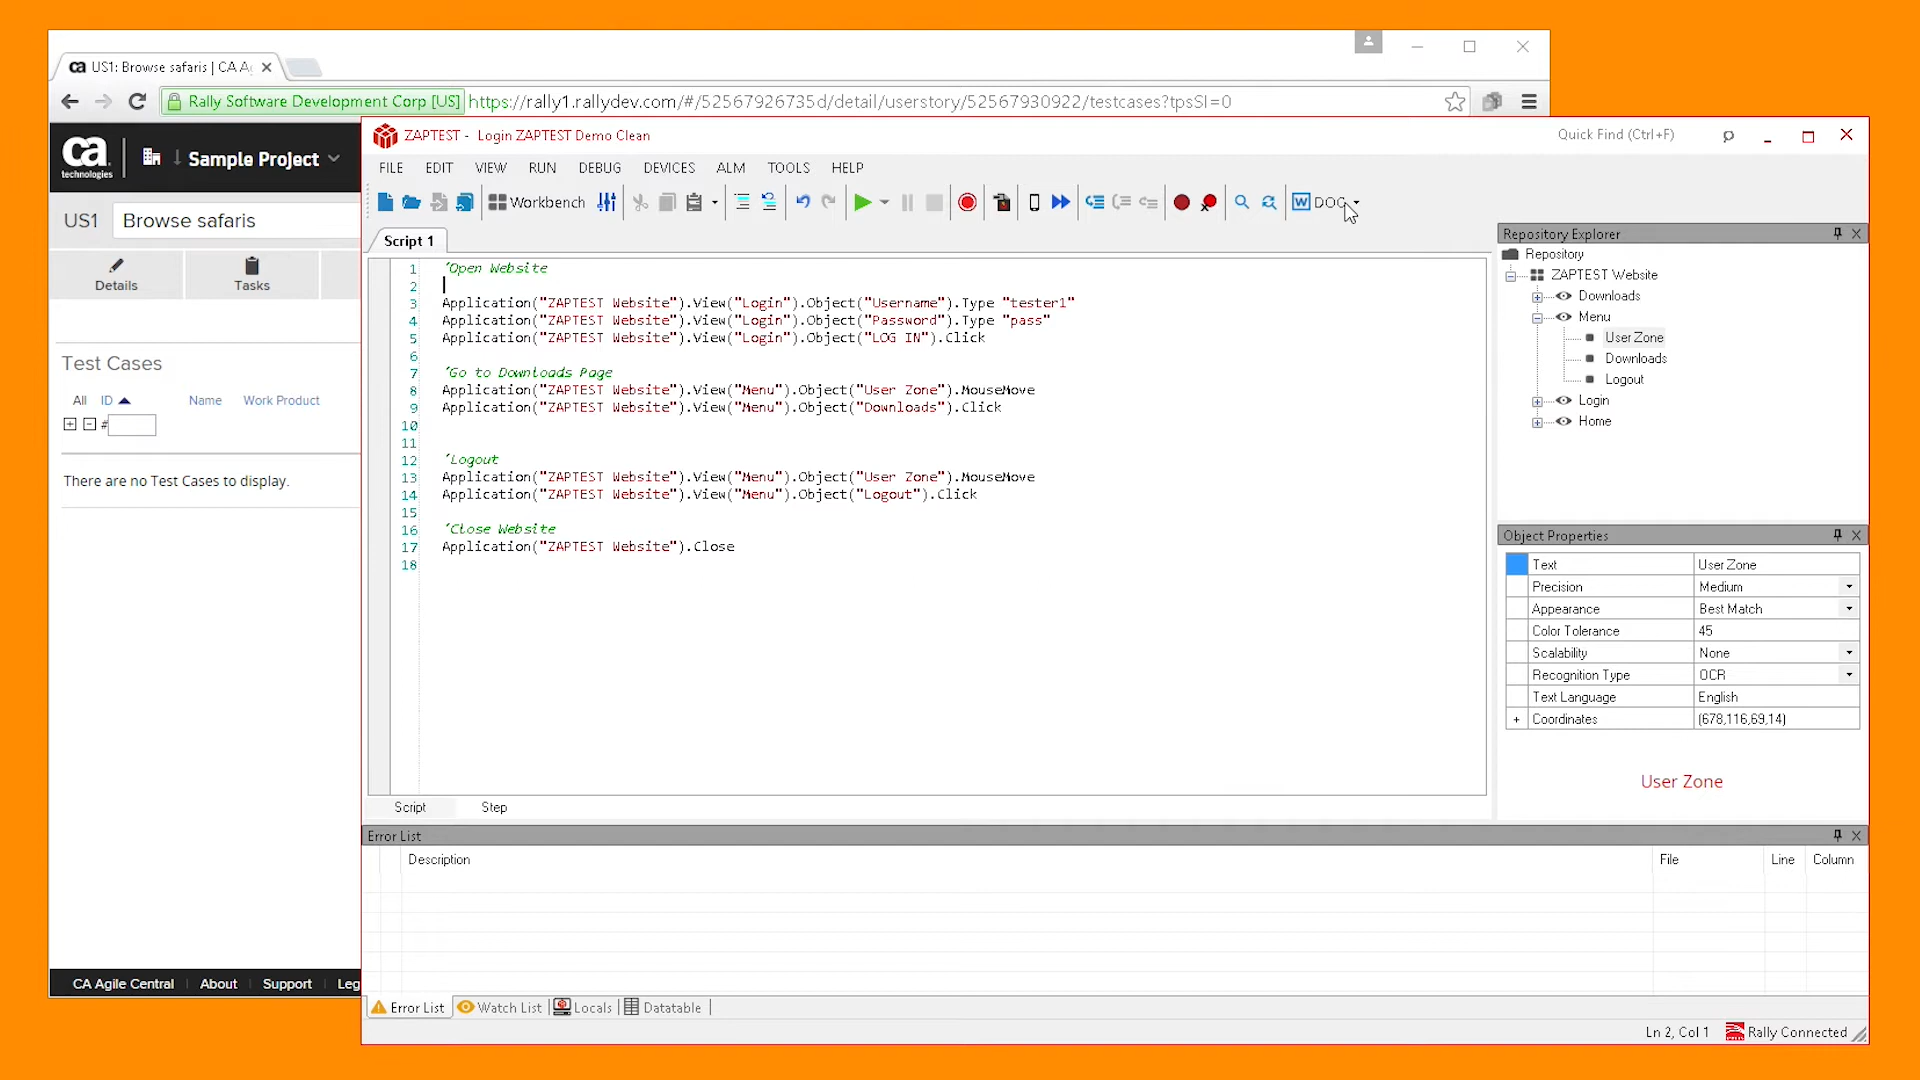 ca US1: Browse safaris | CA A
Rally Software Development Corp [US] https://rally1.rallydev.com/#/52567926735d/detail/userstory/52567930922/testcases?tpsSI=0
ca technologies Sample Project
US1 Browse safaris
Details Tasks
Test Cases
All ID Name Work Product
#
There are no Test Cases to display.
CA Agile Central About Support Leg
ZAPTEST - Login ZAPTEST Demo Clean Quick Find (Ctrl+F)
FILE EDIT VIEW RUN DEBUG DEVICES ALM TOOLS HELP
Workbench W DOC
Script 1
1 'Open Website
2
3 Application("ZAPTEST Website").View("Login").Object("Username").Type "tester1"
4 Application("ZAPTEST Website").View("Login").Object("Password").Type "pass"
5 Application("ZAPTEST Website").View("Login").Object("LOG IN").Click
6
7 'Go to Downloads Page
8 Application("ZAPTEST Website").View("Menu").Object("User Zone").MouseMove
9 Application("ZAPTEST Website").View("Menu").Object("Downloads").Click
10
11
12 'Logout
13 Application("ZAPTEST Website").View("Menu").Object("User Zone").MouseMove
14 Application("ZAPTEST Website").View("Menu").Object("Logout").Click
15
16 'Close Website
17 Application("ZAPTEST Website").Close
18
Script Step
Repository Explorer
Repository
ZAPTEST Website
Downloads
Menu
User Zone
Downloads
Logout
Login
Home
Object Properties
Text User Zone
Precision Medium
Appearance Best Match
Color Tolerance 45
Scalability None
Recognition Type OCR
Text Language English
+ Coordinates (678,116,69,14)
User Zone
Error List
Description File Line Column
Error List Watch List Locals Datatable
Ln 2, Col 1 Rally Connected